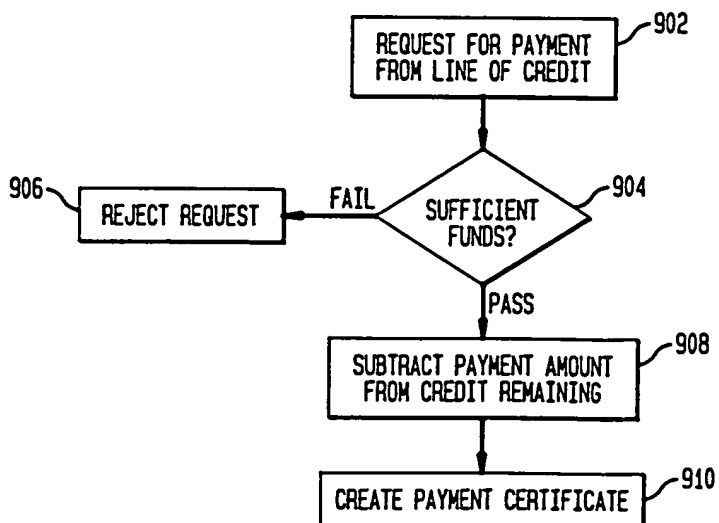 REQUEST FOR PAYMENT
FROM LINE OF CREDIT
902
906
REJECT REQUEST
FAIL
SUFFICIENT
FUNDS?
904
PASS
SUBTRACT PAYMENT AMOUNT
FROM CREDIT REMAINING
908
CREATE PAYMENT CERTIFICATE
910